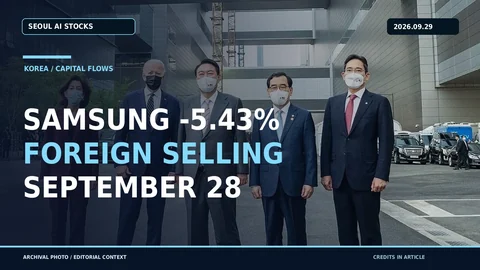 SEOUL AI STOCKS
2026.09.29
KOREA / CAPITAL FLOWS
SAMSUNG -5.43%
FOREIGN SELLING
SEPTEMBER 28
ARCHIVAL PHOTO / EDITORIAL CONTEXT
CREDITS IN ARTICLE